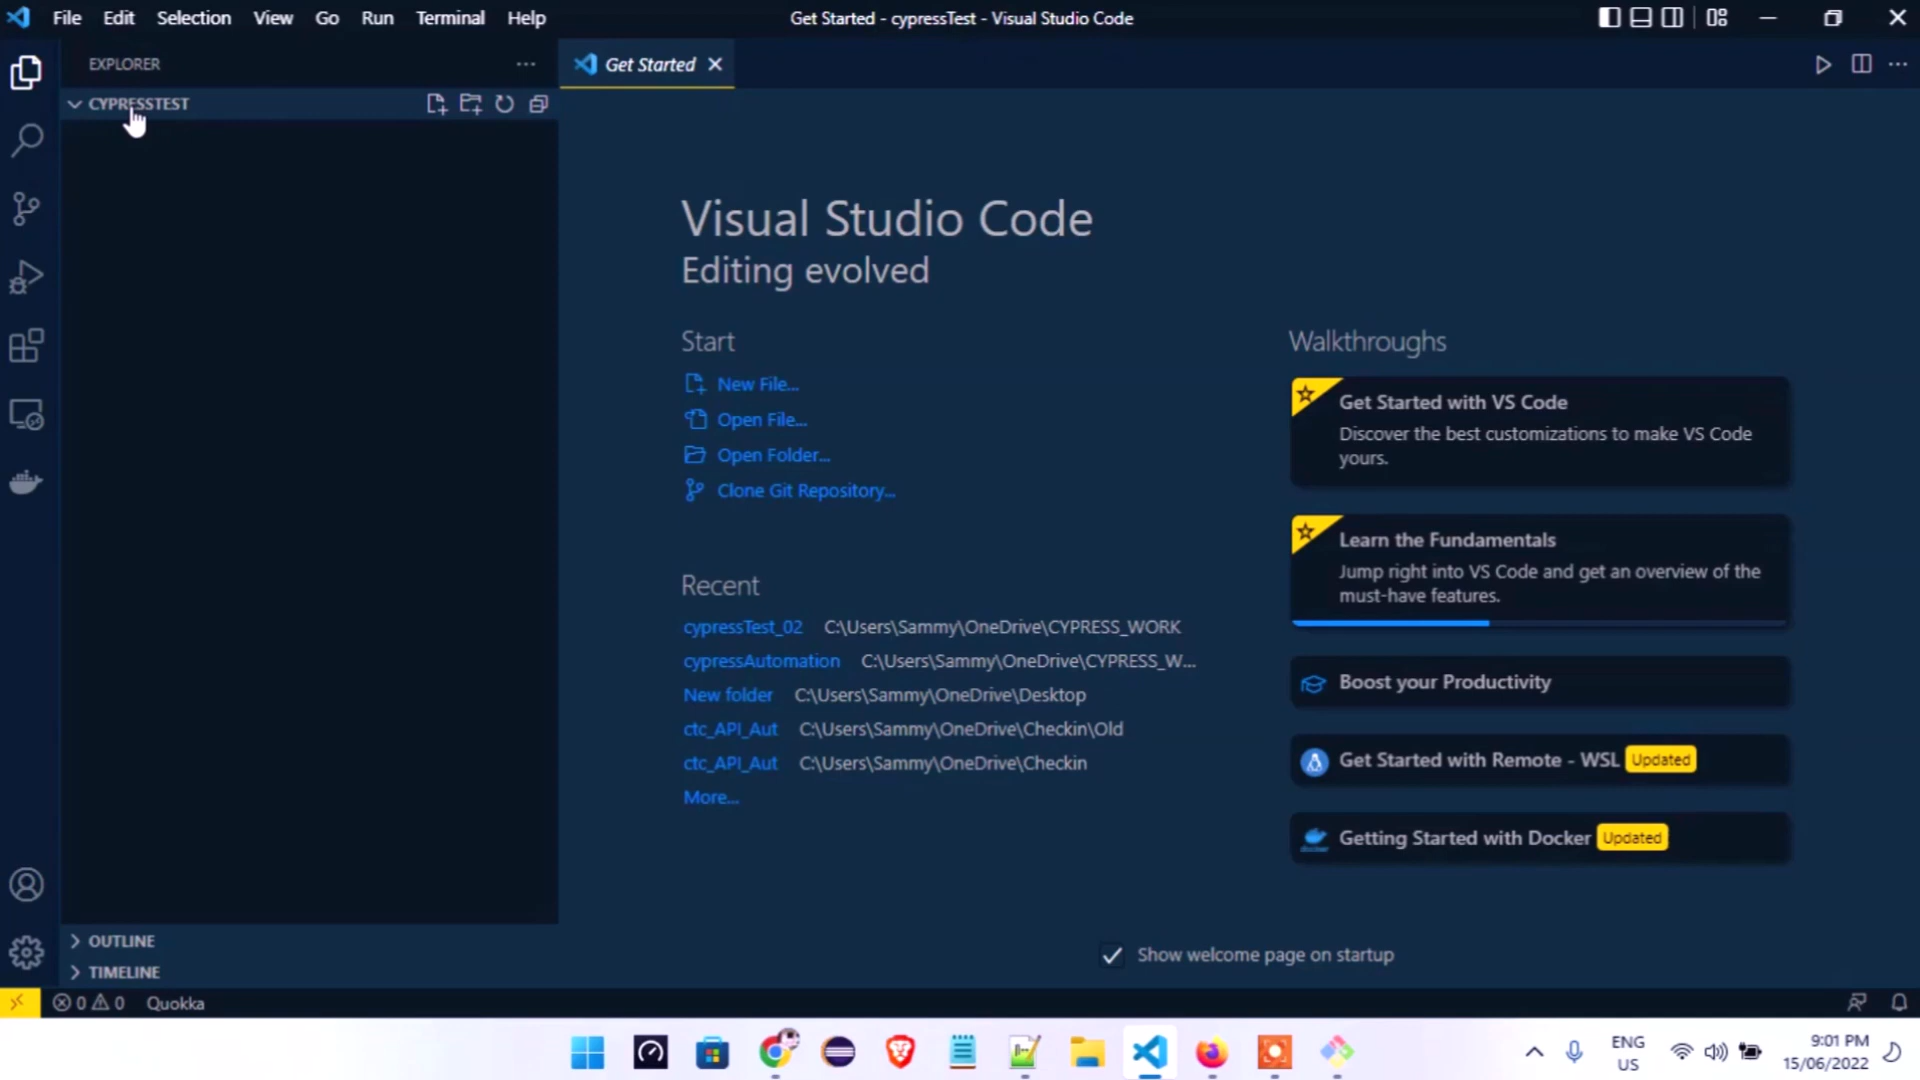 File Edit Selection View Go Run Terminal Help
Get Started - cypressTest - Visual Studio Code
EXPLORER
Get Started
CYPRESSTEST
Visual Studio Code
Editing evolved
Start
New File...
Open File...
Open Folder...
Clone Git Repository...
Recent
cypressTest_02 C:\Users\Sammy\OneDrive\CYPRESS_WORK
cypressAutomation C:\Users\Sammy\OneDrive\CYPRESS_W...
New folder C:\Users\Sammy\OneDrive\Desktop
ctc_API_Aut C:\Users\Sammy\OneDrive\Checkin\Old
ctc_API_Aut C:\Users\Sammy\OneDrive\Checkin
More...
Walkthroughs
Get Started with VS Code
Discover the best customizations to make VS Code
yours.
Learn the Fundamentals
Jump right into VS Code and get an overview of the
must-have features.
Boost your Productivity
Get Started with Remote - WSL Updated
Getting Started with Docker Updated
Show welcome page on startup
OUTLINE
TIMELINE
0 0 Quokka
ENG
US
9:01 PM
15/06/2022